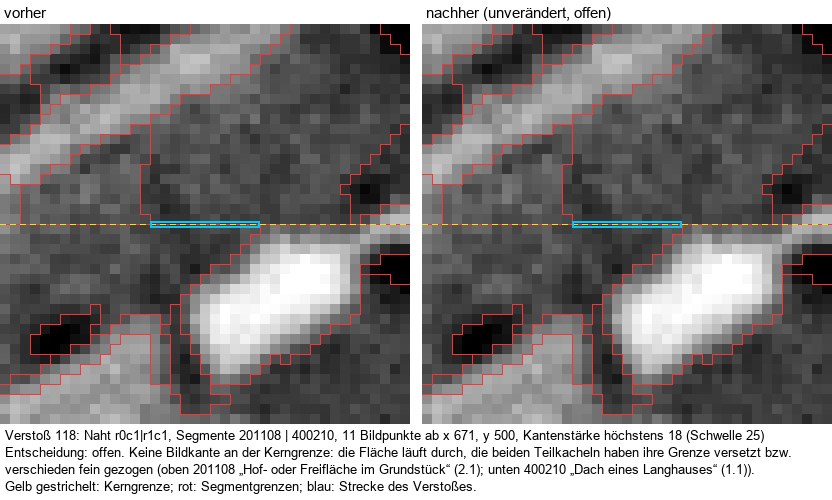 vorher
nachher (unverändert, offen)
Verstoß 118: Naht r0c1|r1c1, Segmente 201108 | 400210, 11 Bildpunkte ab x 671, y 500, Kantenstärke höchstens 18 (Schwelle 25)
Entscheidung: offen. Keine Bildkante an der Kerngrenze: die Fläche läuft durch, die beiden Teilkacheln haben ihre Grenze versetzt bzw.
verschieden fein gezogen (oben 201108 „Hof- oder Freifläche im Grundstück“ (2.1); unten 400210 „Dach eines Langhauses“ (1.1)).
Gelb gestrichelt: Kerngrenze; rot: Segmentgrenzen; blau: Strecke des Verstoßes.